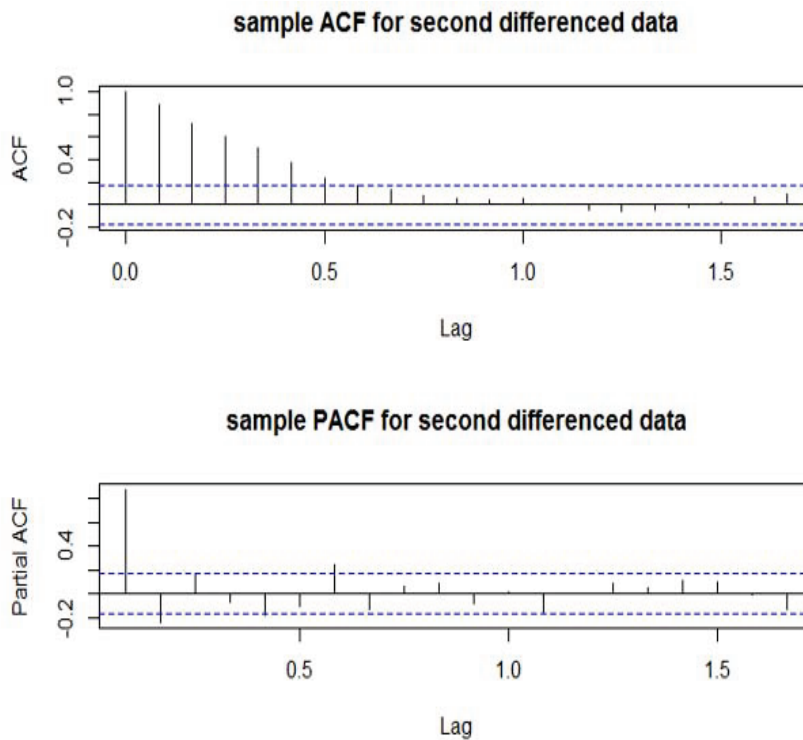 sample ACF for second differenced data
ACF
1.0
0.4
-0.2
0.0 0.5 1.0 1.5
Lag
sample PACF for second differenced data
Partial ACF
0.4
-0.2
0.5 1.0 1.5
Lag